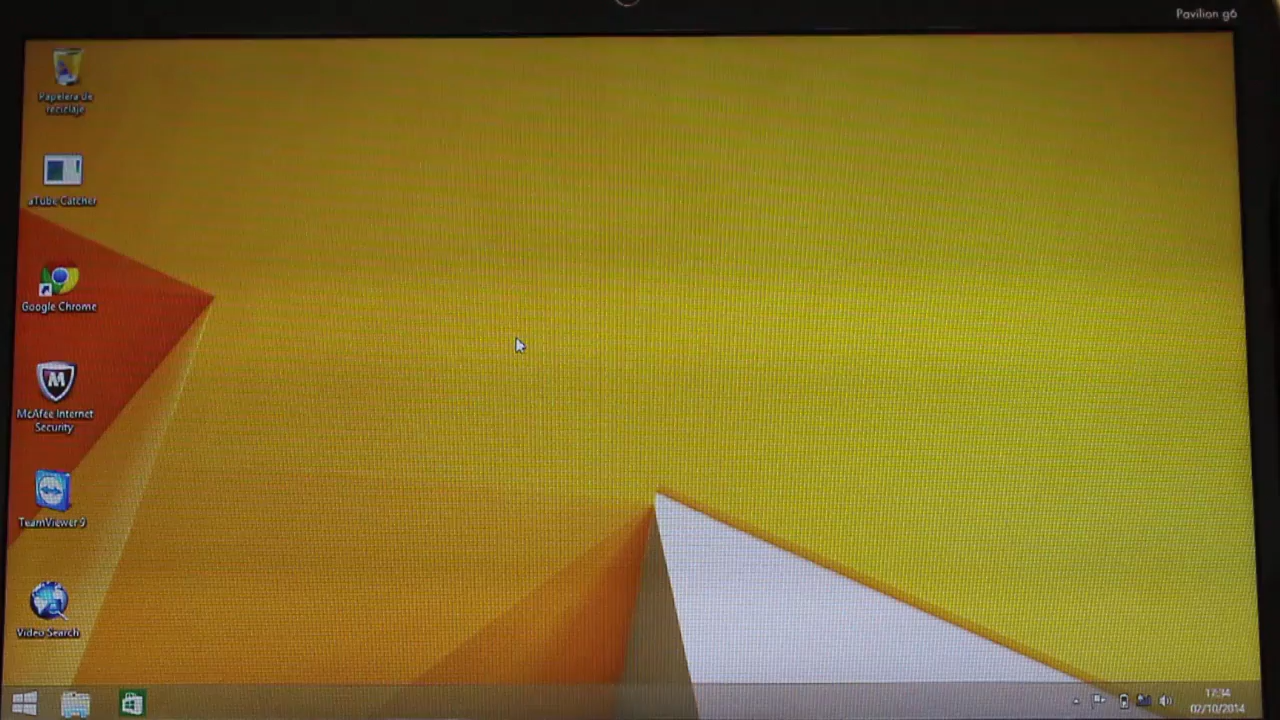 Pavilion g6
Papelera de
reciclaje
aTube Catcher
Google Chrome
McAfee Internet
Security
TeamViewer 9
Video Search
17:34
02/10/2014